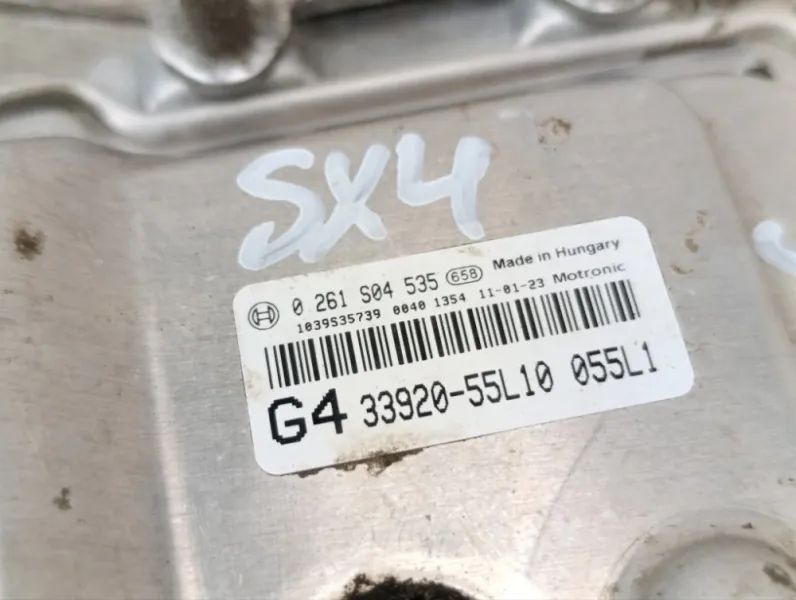 SX4
0 261 S04 535 658 Made in Hungary
1039S35739 0040 1354 11-01-23 Motronic
G4 33920-55L10 055L1